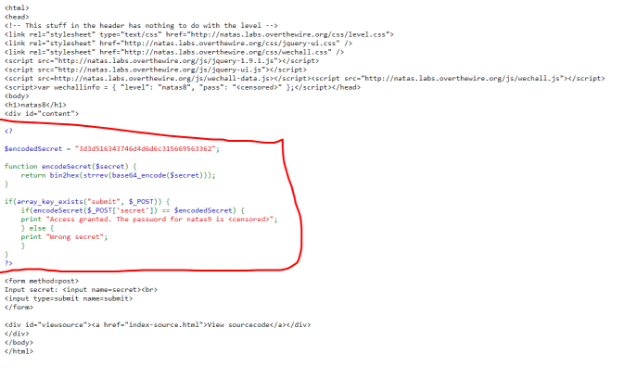 <html>
<head>
<!-- This stuff in the header has nothing to do with the level -->
<link rel="stylesheet" type="text/css" href="http://natas.labs.overthewire.org/css/level.css">
<link rel="stylesheet" href="http://natas.labs.overthewire.org/css/jquery-ui.css" />
<link rel="stylesheet" href="http://natas.labs.overthewire.org/css/wechall.css" />
<script src="http://natas.labs.overthewire.org/js/jquery-1.9.1.js"></script>
<script src="http://natas.labs.overthewire.org/js/jquery-ui.js"></script>
<script src=http://natas.labs.overthewire.org/js/wechall-data.js></script><script src="http://natas.labs.overthewire.org/js/wechall.js"></script>
<script>var wechallinfo = { "level": "natas8", "pass": "<censored>" };</script></head>
<body>
<h1>natas8</h1>
<div id="content">
<?
$encodedSecret = "3d3d516343746d4d6d6c315669563362";
function encodeSecret($secret) {
return bin2hex(strrev(base64_encode($secret)));
}
if(array_key_exists("submit", $_POST)) {
if(encodeSecret($_POST['secret']) == $encodedSecret) {
print "Access granted. The password for natas9 is <censored>";
} else {
print "Wrong secret";
}
}
?>
<form method=post>
Input secret: <input name=secret><br>
<input type=submit name=submit>
</form>
<div id="viewsource"><a href="index-source.html">View sourcecode</a></div>
</div>
</body>
</html>